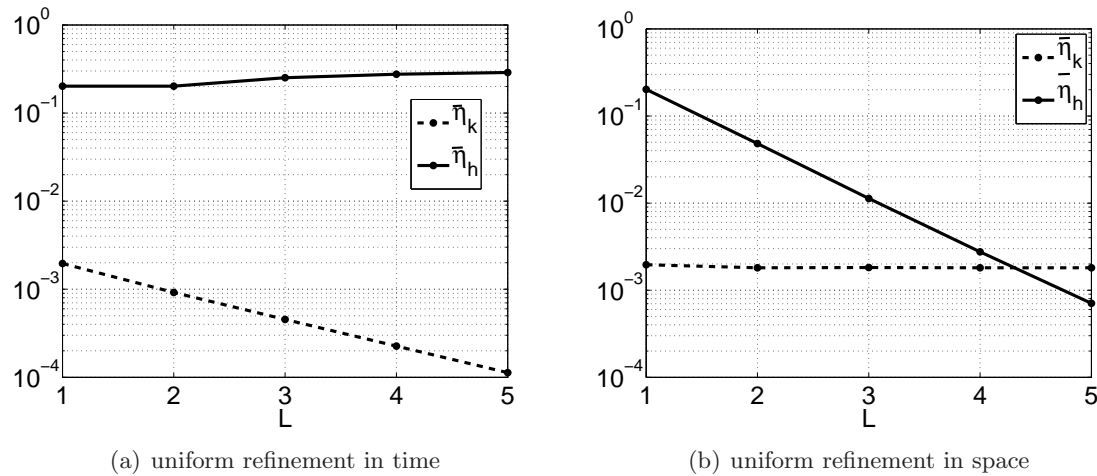 10^0
10^−1
10^−2
10^−3
10^−4
1
2
3
4
5
L
η̄_k
η̄_h
(a) uniform refinement in time
10^0
10^−1
10^−2
10^−3
10^−4
1
2
3
4
5
L
η̄_k
η̄_h
(b) uniform refinement in space